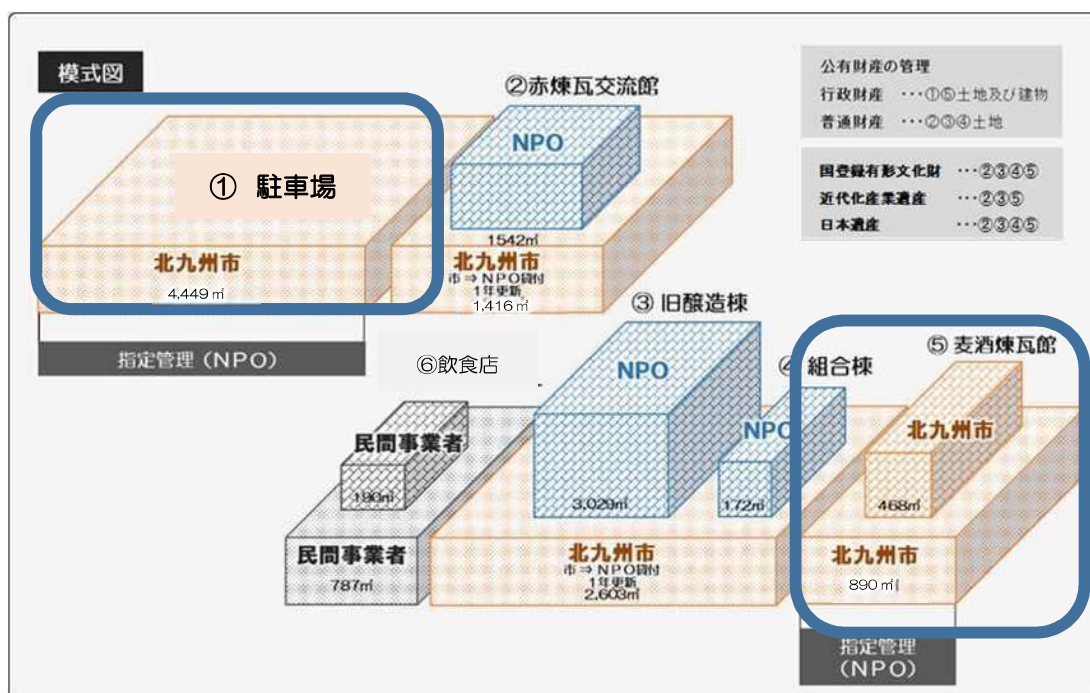 模式図
公有財産の管理
行政財産 ・・・①⑤土地及び建物
普通財産 ・・・②③④土地
国登録有形文化財 ・・・②③④⑤
近代化産業遺産 ・・・②③⑤
日本遺産 ・・・②③④⑤
②赤煉瓦交流館
NPO
1542㎡
① 駐車場
北九州市
4,449㎡
指定管理(NPO)
北九州市
市⇒NPO貸付
1年更新
1,416㎡
③ 旧醸造棟
NPO
3,029㎡
④ 組合棟
NPO
172㎡
⑤ 麦酒煉瓦館
北九州市
468㎡
⑥飲食店
民間事業者
190㎡
民間事業者
787㎡
北九州市
市⇒NPO貸付
1年更新
2,603㎡
北九州市
890㎡
指定管理
(NPO)